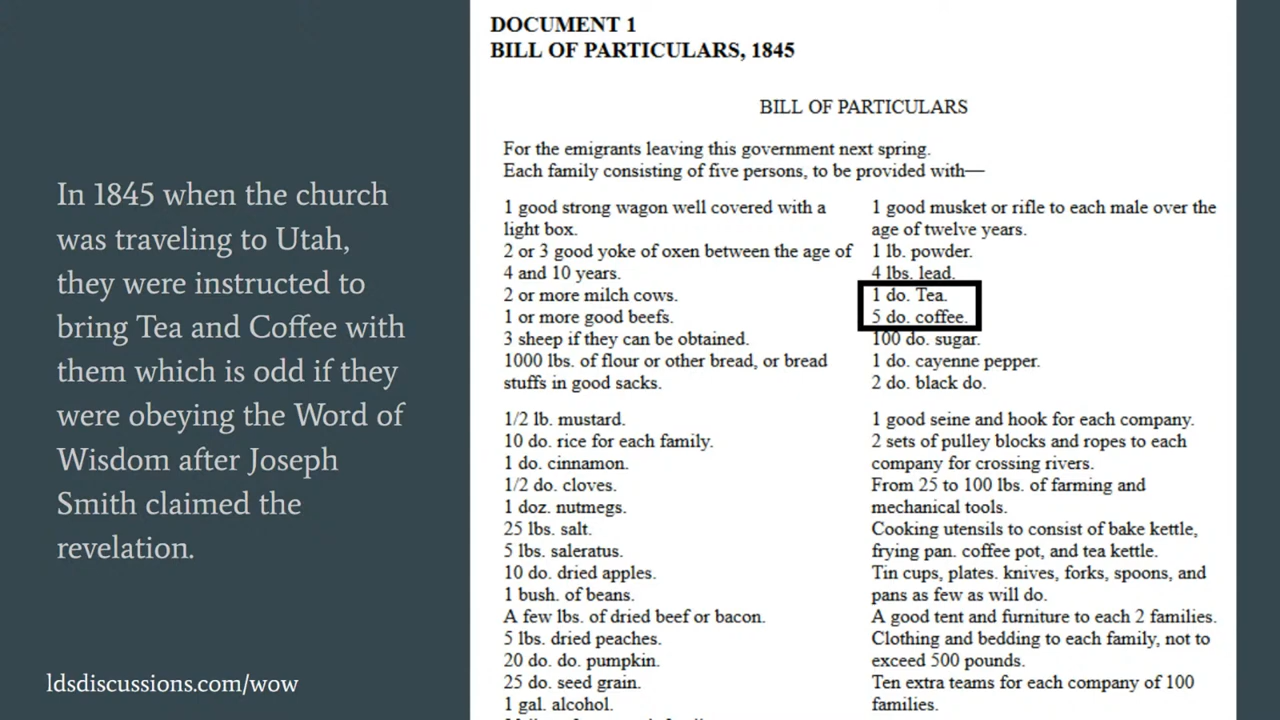 In 1845 when the church
was traveling to Utah,
they were instructed to
bring Tea and Coffee with
them which is odd if they
were obeying the Word of
Wisdom after Joseph
Smith claimed the
revelation.
ldsdiscussions.com/wow
DOCUMENT 1
BILL OF PARTICULARS, 1845
BILL OF PARTICULARS
For the emigrants leaving this government next spring.
Each family consisting of five persons, to be provided with—
1 good strong wagon well covered with a
light box.
2 or 3 good yoke of oxen between the age of
4 and 10 years.
2 or more milch cows.
1 or more good beefs.
3 sheep if they can be obtained.
1000 lbs. of flour or other bread, or bread
stuffs in good sacks.
1 good musket or rifle to each male over the
age of twelve years.
1 lb. powder.
4 lbs. lead.
1 do. Tea.
5 do. coffee.
100 do. sugar.
1 do. cayenne pepper.
2 do. black do.
1/2 lb. mustard.
10 do. rice for each family.
1 do. cinnamon.
1/2 do. cloves.
1 doz. nutmegs.
25 lbs. salt.
5 lbs. saleratus.
10 do. dried apples.
1 bush. of beans.
A few lbs. of dried beef or bacon.
5 lbs. dried peaches.
20 do. do. pumpkin.
25 do. seed grain.
1 gal. alcohol.
1 good seine and hook for each company.
2 sets of pulley blocks and ropes to each
company for crossing rivers.
From 25 to 100 lbs. of farming and
mechanical tools.
Cooking utensils to consist of bake kettle,
frying pan. coffee pot, and tea kettle.
Tin cups, plates. knives, forks, spoons, and
pans as few as will do.
A good tent and furniture to each 2 families.
Clothing and bedding to each family, not to
exceed 500 pounds.
Ten extra teams for each company of 100
families.